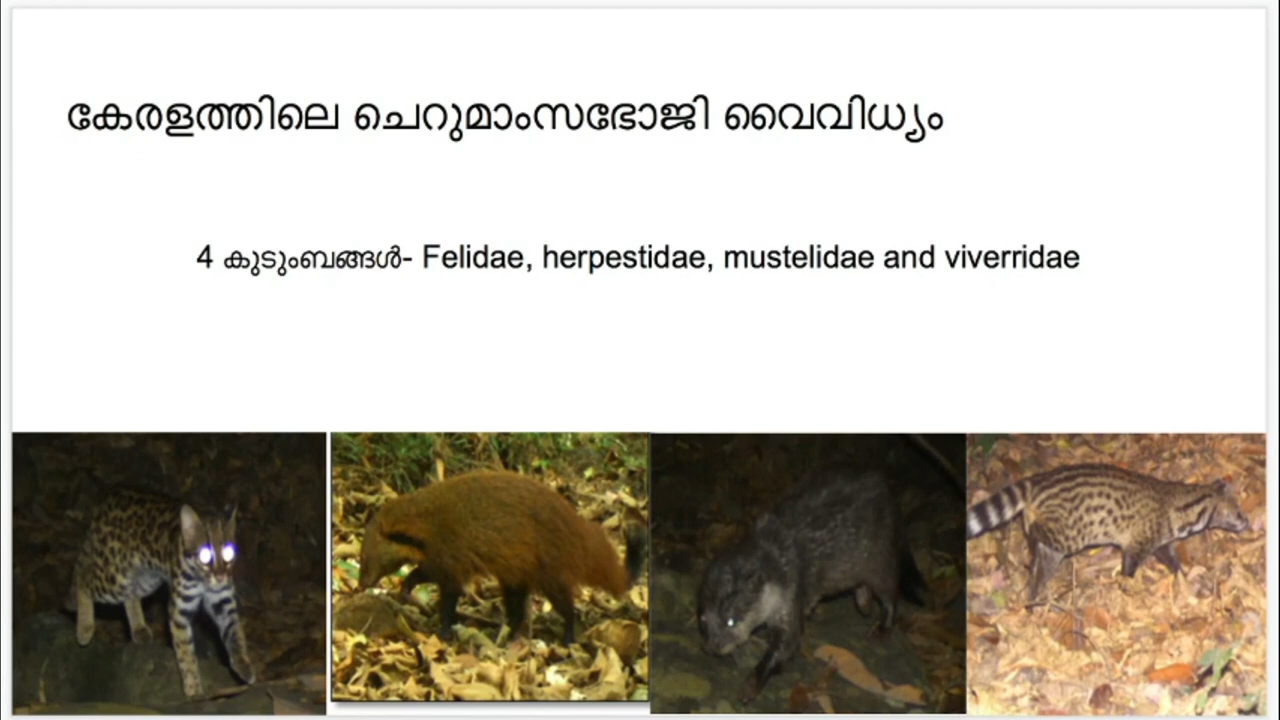 കേരളത്തിലെ ചെറുമാംസഭോജി വൈവിധ്യം
4 കുടുംബങ്ങൾ- Felidae, herpestidae, mustelidae and viverridae